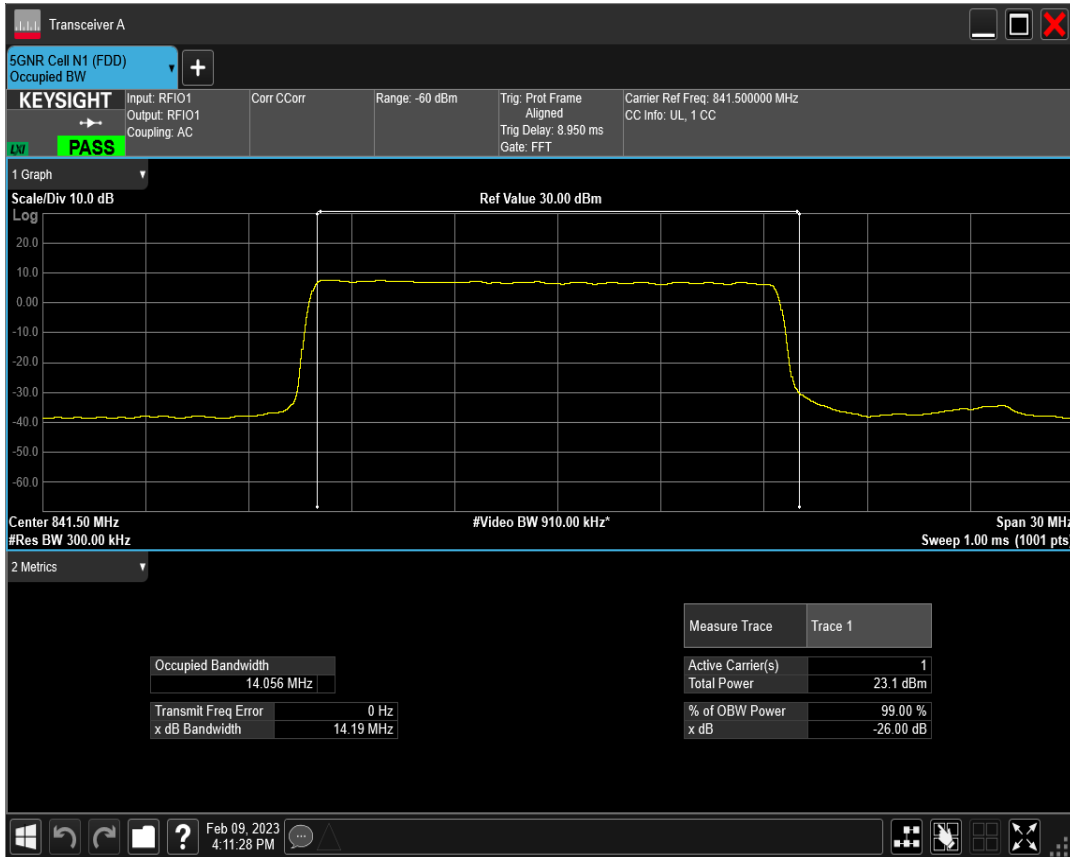 Transceiver A
5GNR Cell N1 (FDD)
Occupied BW
+
KEYSIGHT
LXI
PASS
Input: RFIO1
Output: RFIO1
Coupling: AC
Corr CCorr
Range: -60 dBm
Trig: Prot Frame
Aligned
Trig Delay: 8.950 ms
Gate: FFT
Carrier Ref Freq: 841.500000 MHz
CC Info: UL, 1 CC
1 Graph
Scale/Div 10.0 dB
Ref Value 30.00 dBm
Log
20.0
10.0
0.00
-10.0
-20.0
-30.0
-40.0
-50.0
-60.0
Center 841.50 MHz
#Video BW 910.00 kHz*
Span 30 MHz
#Res BW 300.00 kHz
Sweep 1.00 ms (1001 pts)
2 Metrics
Measure Trace Trace 1
Occupied Bandwidth
14.056 MHz
Active Carrier(s) 1
Total Power 23.1 dBm
Transmit Freq Error 0 Hz
x dB Bandwidth 14.19 MHz
% of OBW Power 99.00 %
x dB -26.00 dB
?
Feb 09, 2023
4:11:28 PM